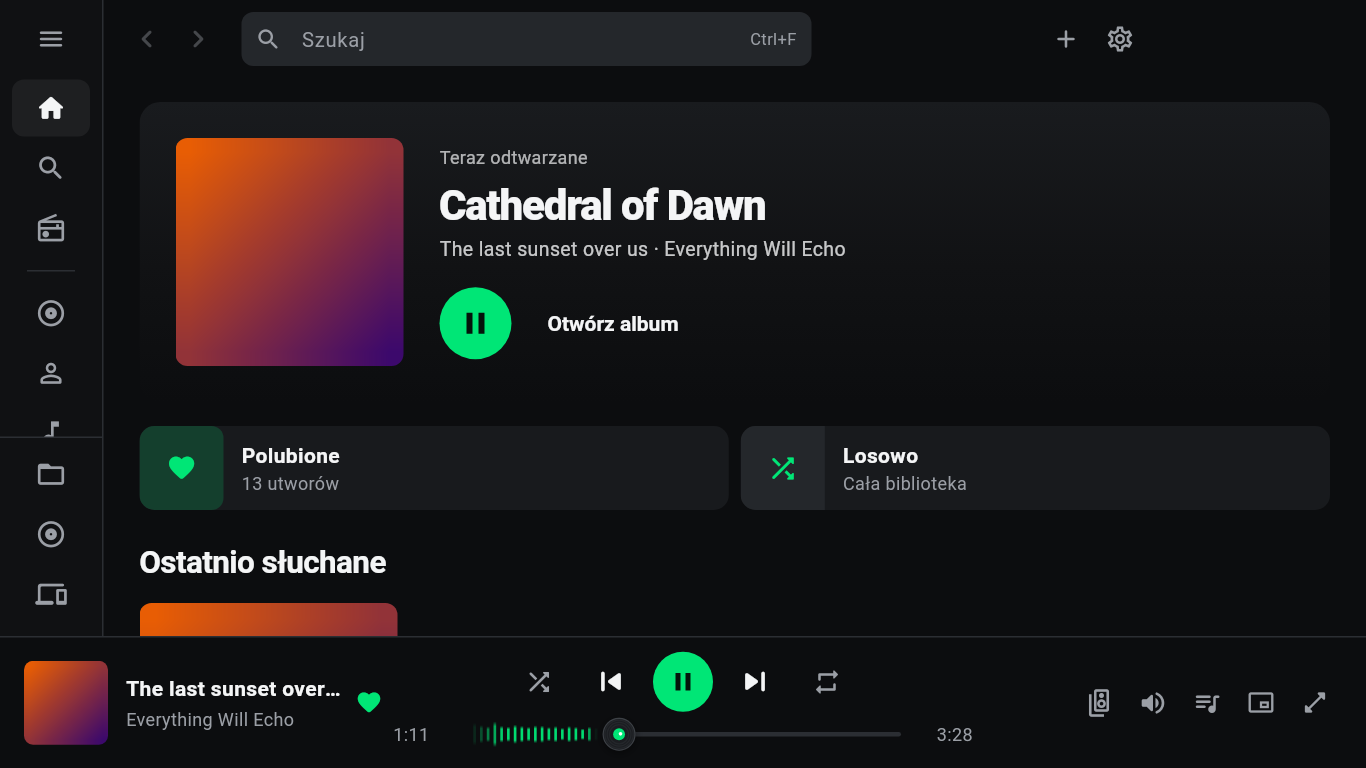 Szukaj
Ctrl+F
Teraz odtwarzane
Cathedral of Dawn
The last sunset over us · Everything Will Echo
Otwórz album
Polubione
13 utworów
Losowo
Cała biblioteka
Ostatnio słuchane
The last sunset over…
Everything Will Echo
1:11
3:28